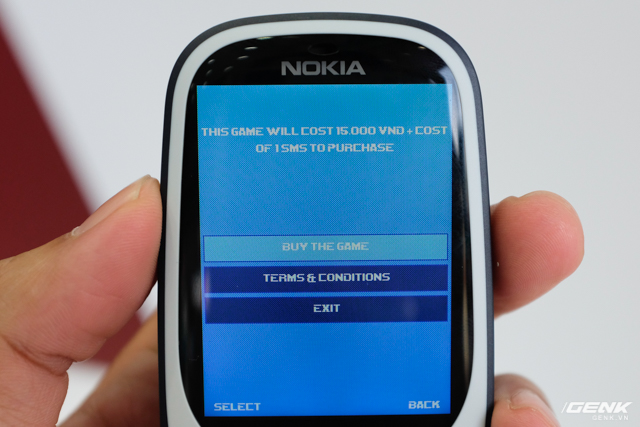 NOKIA
THIS GAME WILL COST 15.000 VND + COST
OF 1 SMS TO PURCHASE
BUY THE GAME
TERMS & CONDITIONS
EXIT
SELECT BACK
GENK
GENK.VN